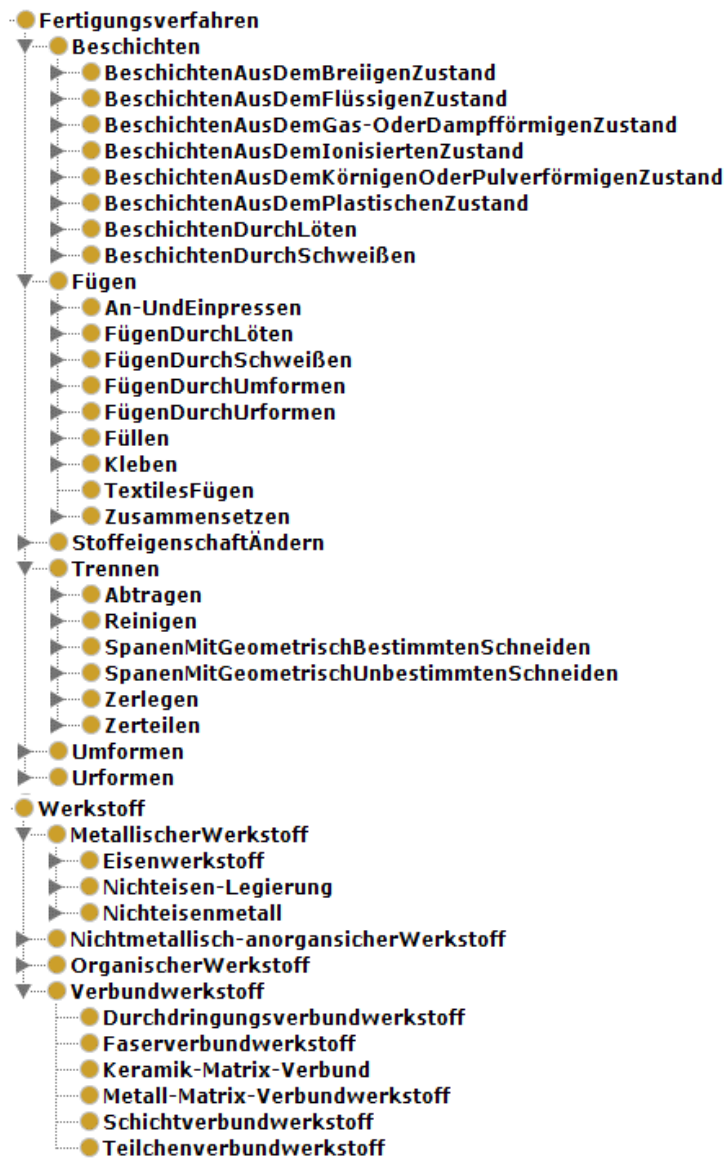 Fertigungsverfahren
Beschichten
BeschichtenAusDemBreiigenZustand
BeschichtenAusDemFlüssigenZustand
BeschichtenAusDemGas-OderDampfförmigenZustand
BeschichtenAusDemIonisiertenZustand
BeschichtenAusDemKörnigenOderPulverförmigenZustand
BeschichtenAusDemPlastischenZustand
BeschichtenDurchLöten
BeschichtenDurchSchweißen
Fügen
An-UndEinpressen
FügenDurchLöten
FügenDurchSchweißen
FügenDurchUmformen
FügenDurchUrformen
Füllen
Kleben
TextilesFügen
Zusammensetzen
StoffeigenschaftÄndern
Trennen
Abtragen
Reinigen
SpanenMitGeometrischBestimmtenSchneiden
SpanenMitGeometrischUnbestimmtenSchneiden
Zerlegen
Zerteilen
Umformen
Urformen
Werkstoff
MetallischerWerkstoff
Eisenwerkstoff
Nichteisen-Legierung
Nichteisenmetall
Nichtmetallisch-anorgansicherWerkstoff
OrganischerWerkstoff
Verbundwerkstoff
Durchdringungsverbundwerkstoff
Faserverbundwerkstoff
Keramik-Matrix-Verbund
Metall-Matrix-Verbundwerkstoff
Schichtverbundwerkstoff
Teilchenverbundwerkstoff